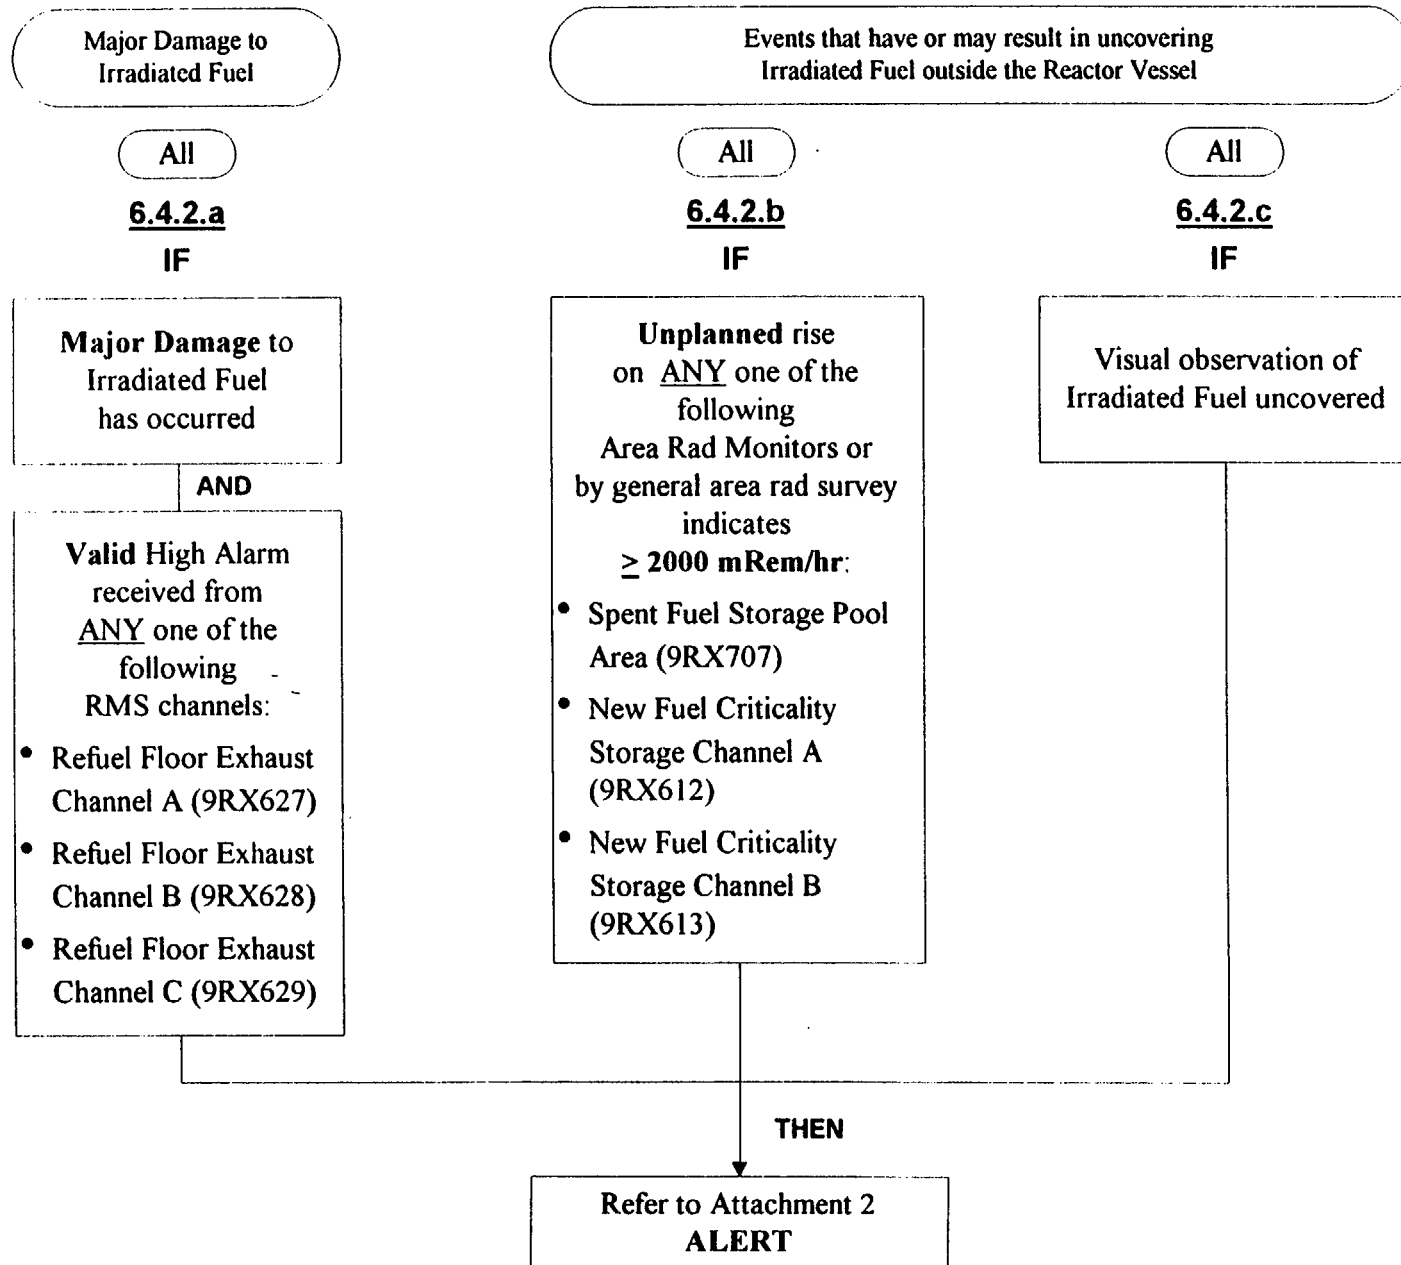 Major Damage to
Irradiated Fuel
Events that have or may result in uncovering
Irradiated Fuel outside the Reactor Vessel
All
All
All
6.4.2.a
6.4.2.b
6.4.2.c
IF
IF
IF
Major Damage to
Irradiated Fuel
has occurred
AND
Valid High Alarm
received from
ANY one of the
following
RMS channels:
• Refuel Floor Exhaust
Channel A (9RX627)
• Refuel Floor Exhaust
Channel B (9RX628)
• Refuel Floor Exhaust
Channel C (9RX629)
Unplanned rise
on ANY one of the
following
Area Rad Monitors or
by general area rad survey
indicates
≥ 2000 mRem/hr:
• Spent Fuel Storage Pool
Area (9RX707)
• New Fuel Criticality
Storage Channel A
(9RX612)
• New Fuel Criticality
Storage Channel B
(9RX613)
Visual observation of
Irradiated Fuel uncovered
THEN
Refer to Attachment 2
ALERT